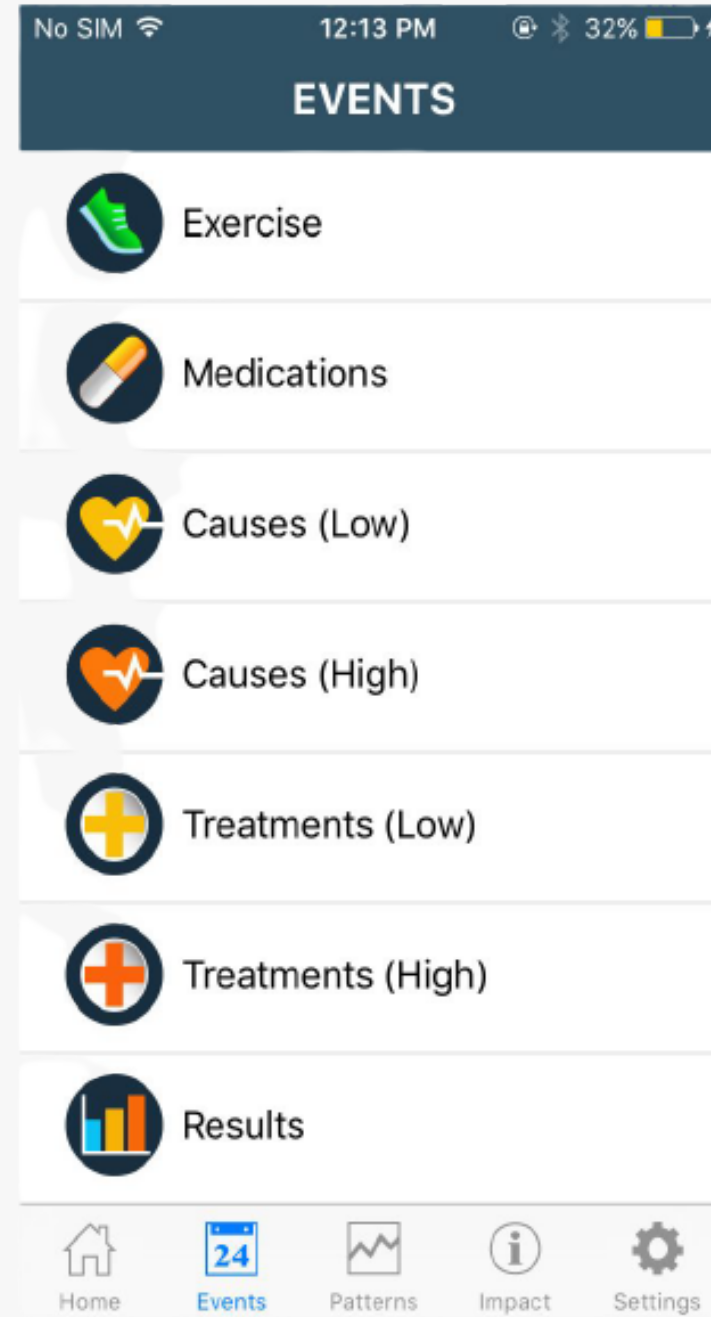 No SIM 12:13 PM 32%
EVENTS
Exercise
Medications
Causes (Low)
Causes (High)
Treatments (Low)
Treatments (High)
Results
24
Home Events Patterns Impact Settings